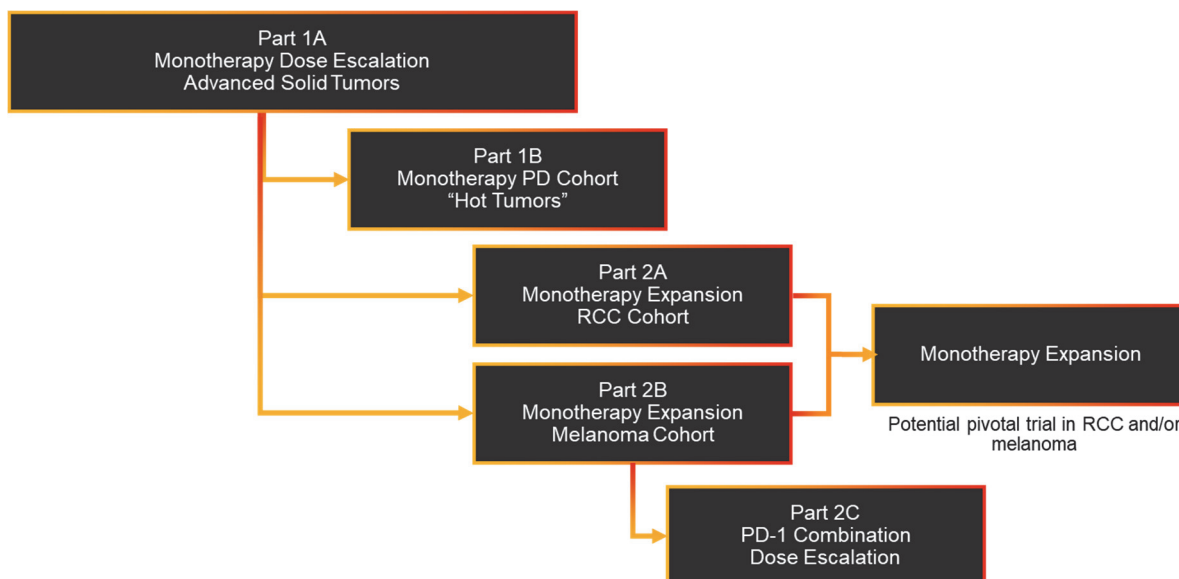 Part 1A
Monotherapy Dose Escalation
Advanced Solid Tumors
Part 1B
Monotherapy PD Cohort
“Hot Tumors”
Part 2A
Monotherapy Expansion
RCC Cohort
Part 2B
Monotherapy Expansion
Melanoma Cohort
Monotherapy Expansion
Potential pivotal trial in RCC and/or
melanoma
Part 2C
PD-1 Combination
Dose Escalation